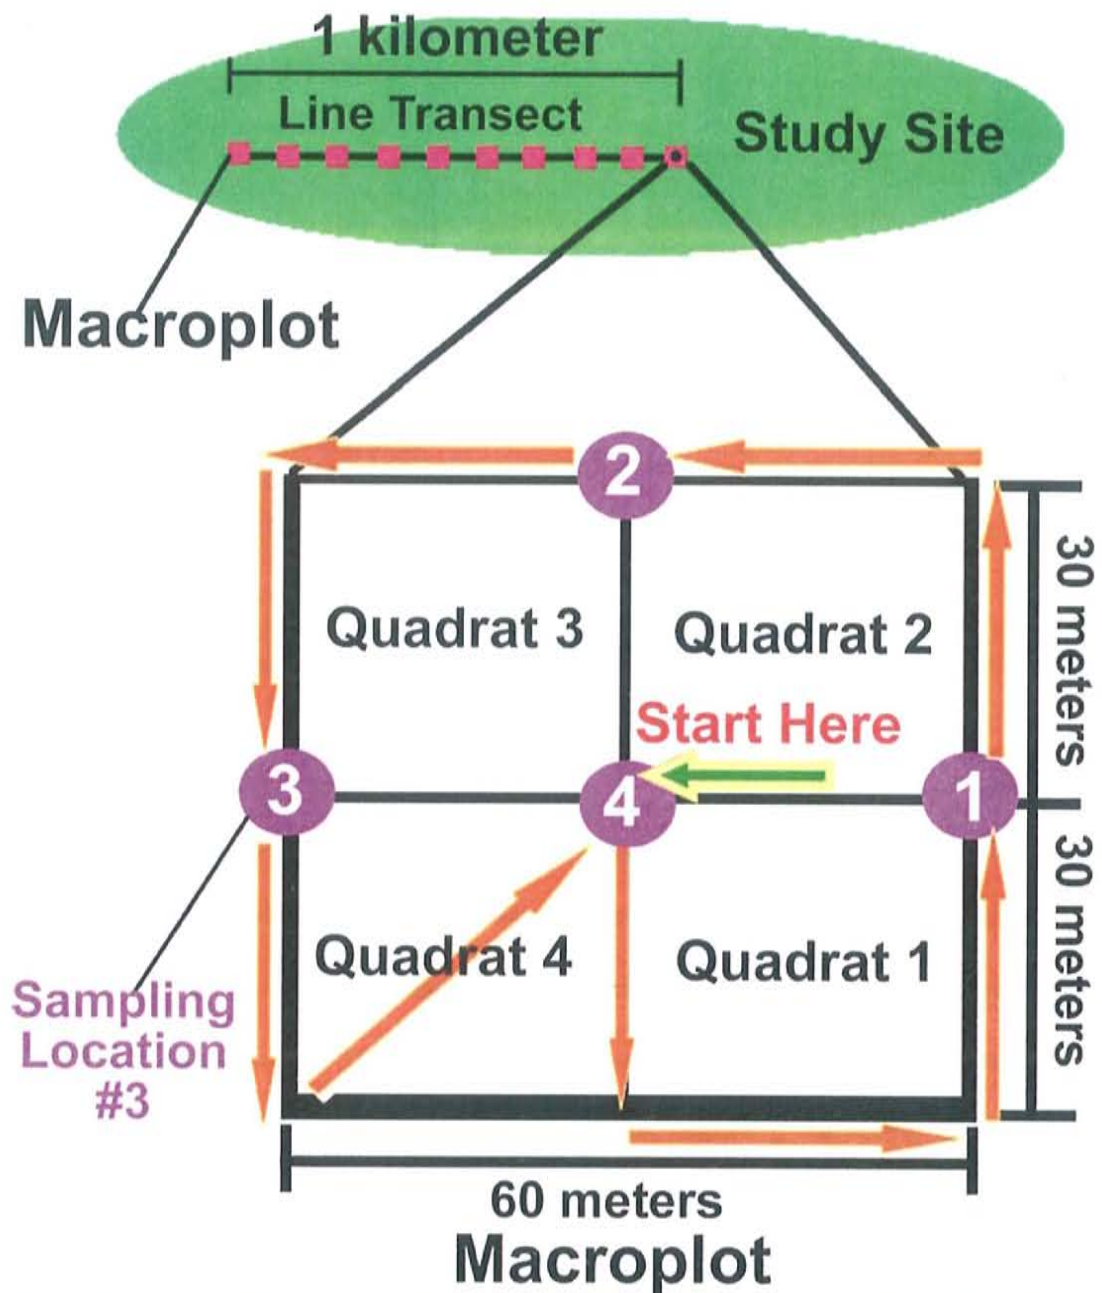 1 kilometer
Line Transect
Study Site
Macroplot
2
30 meters
Quadrat 3
Quadrat 2
Start Here
3
4
1
30 meters
Quadrat 4
Quadrat 1
Sampling
Location
#3
60 meters
Macroplot